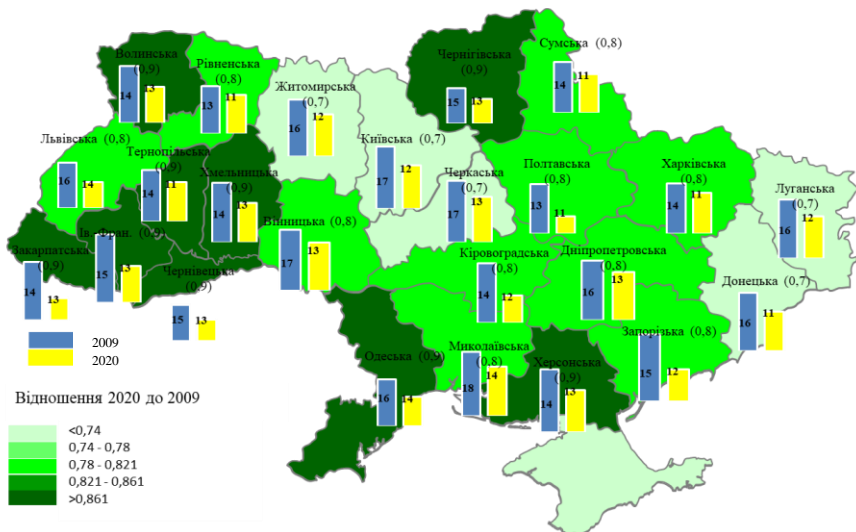 Волинська
(0,9)
14
13
Рівненська
(0,8)
13
11
Житомирська
(0,7)
16
12
Київська (0,7)
17
12
Чернігівська
(0,9)
15
13
Сумська (0,8)
14
11
Львівська (0,8)
16
14
Тернопільська
(0,9)
14
11
Хмельницька
(0,9)
14
13
Вінницька (0,8)
17
13
Черкаська
(0,7)
17
13
Полтавська
(0,8)
13
11
Харківська
(0,8)
14
11
Луганська
(0,7)
16
12
Закарпатська
(0,9)
14
13
Ів.-Фран. (0,9)
15
13
Чернівецька
(0,9)
15
13
Кіровоградська
(0,8)
14
12
Дніпропетровська
(0,8)
16
13
Донецька (0,7)
16
11
Одеська (0,9)
16
14
Миколаївська
(0,8)
18
14
Херсонська
(0,9)
14
13
Запорізька (0,8)
15
12
2009
2020
Відношення 2020 до 2009
<0,74
0,74 - 0,78
0,78 - 0,821
0,821 - 0,861
>0,861